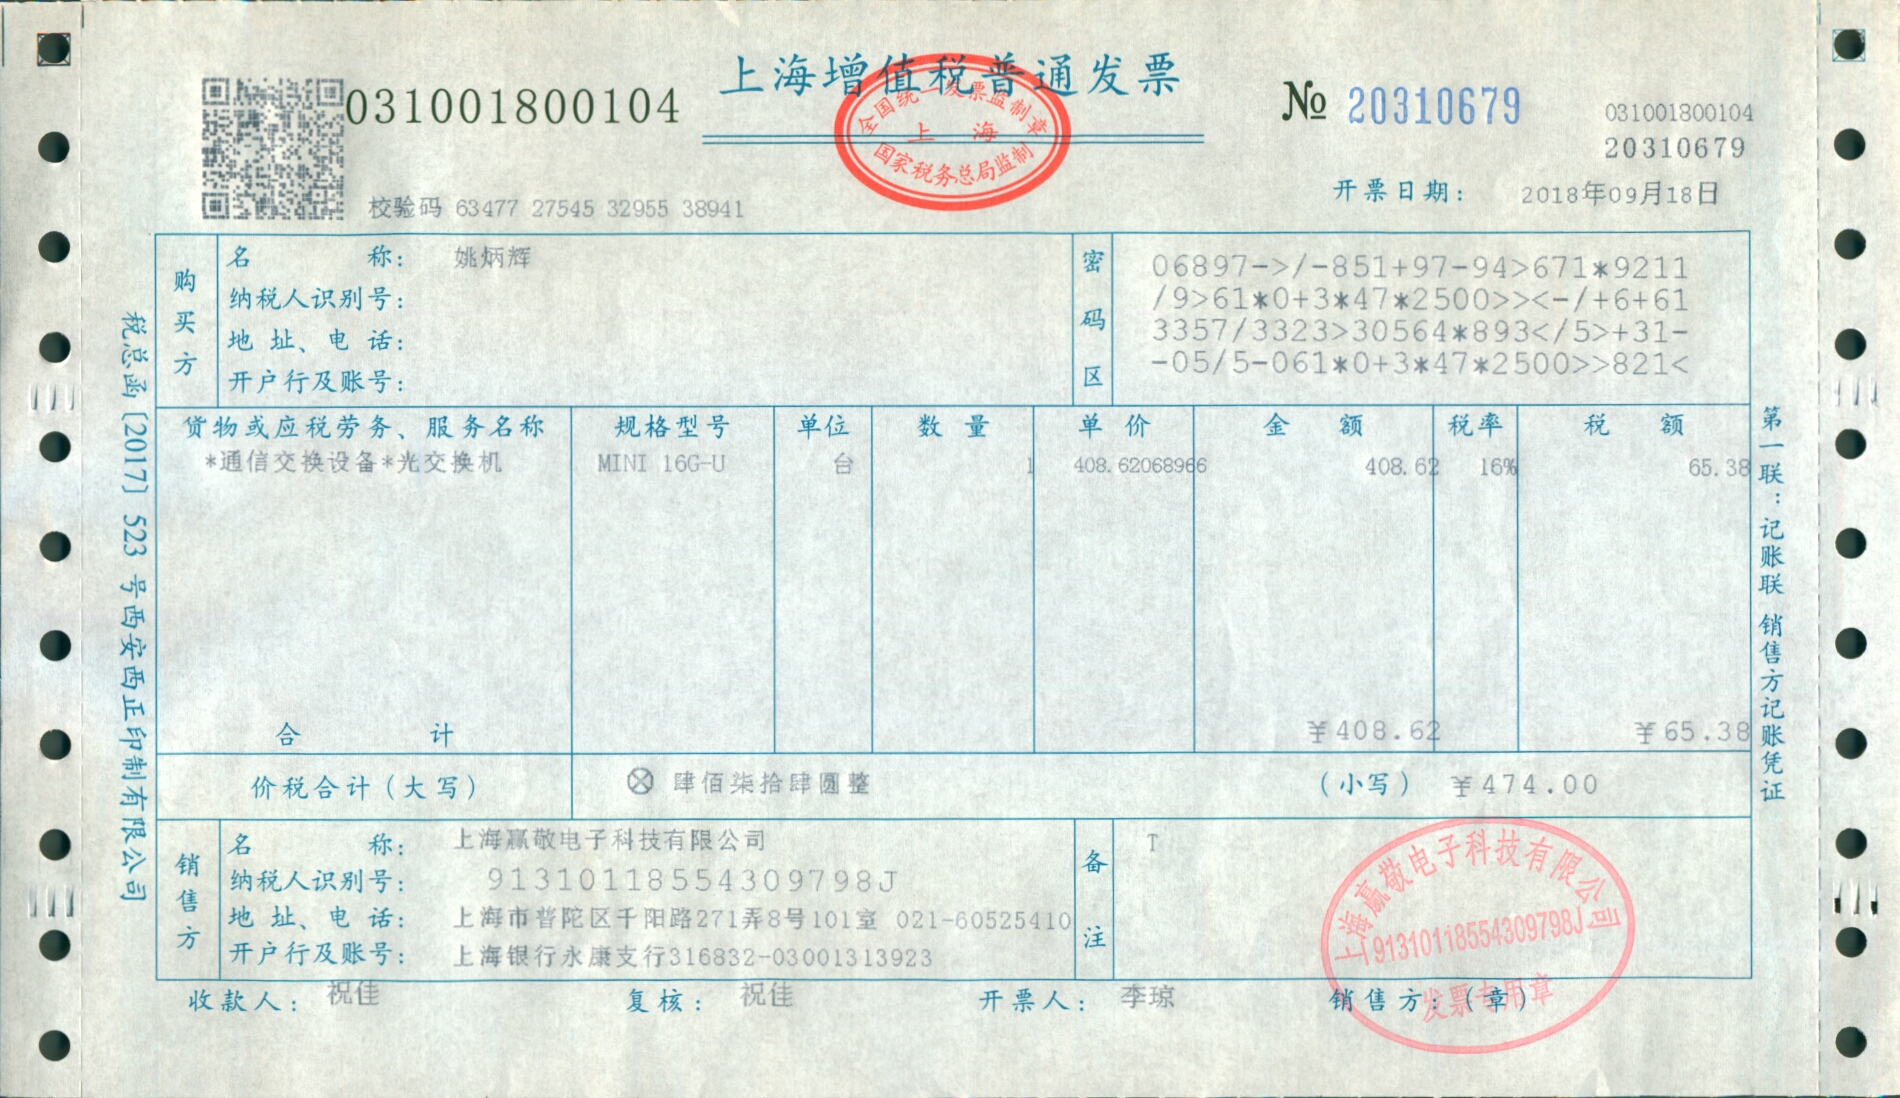 上海增值税普通发票
全国统一发票监制章
上海
国家税务总局监制
031001800104
№ 20310679
031001800104
20310679
校验码 63477 27545 32955 38941
开票日期: 2018年09月18日
购买方
名称: 姚炳辉
纳税人识别号:
地址、电话:
开户行及账号:
密码区
06897->/-851+97-94>671*9211
/9>61*0+3*47*2500>><-/+6+61
3357/3323>30564*893</5>+31-
-05/5-061*0+3*47*2500>>821<
货物或应税劳务、服务名称 规格型号 单位 数量 单价 金额 税率 税额
*通信交换设备*光交换机 MINI 16G-U 台 1 408.62068966 408.62 16% 65.38
合计 ¥408.62 ¥65.38
价税合计(大写) ⊗ 肆佰柒拾肆圆整 (小写) ¥474.00
销售方
名称: 上海赢敬电子科技有限公司
纳税人识别号: 91310118554309798J
地址、电话: 上海市普陀区千阳路271弄8号101室 021-60525410
开户行及账号: 上海银行永康支行316832-03001313923
备注
T
上海赢敬电子科技有限公司
91310118554309798J
发票专用章
收款人: 祝佳 复核: 祝佳 开票人: 李琼 销售方:(章)
税总函〔2017〕523号西安西正印制有限公司
第一联:记账联 销售方记账凭证